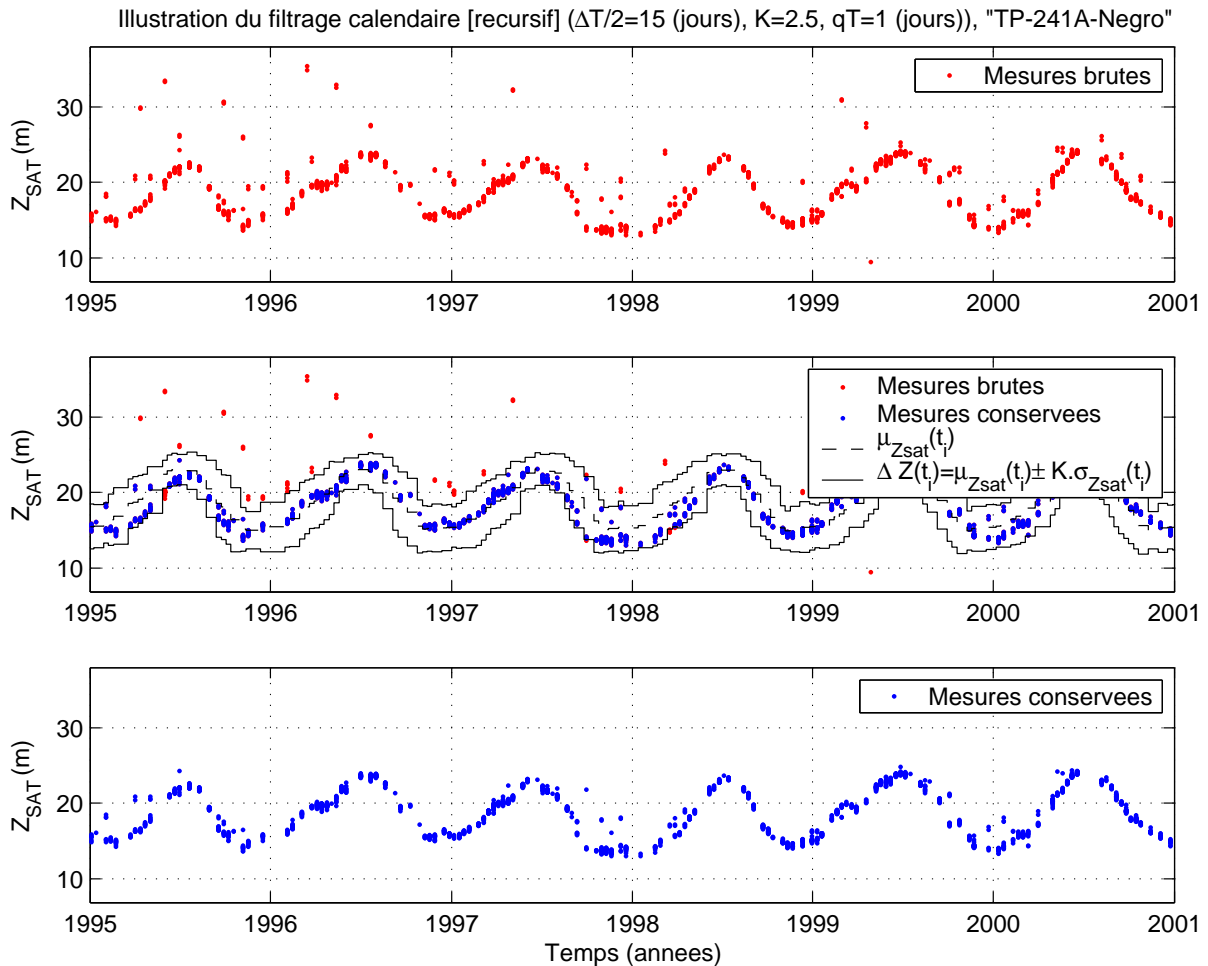 Illustration du filtrage calendaire [recursif] (ΔT/2=15 (jours), K=2.5, qT=1 (jours)), "TP-241A-Negro"
Mesures brutes
30
20
10
Z_SAT (m)
1995 1996 1997 1998 1999 2000 2001
Mesures brutes
Mesures conservees
μ_Zsat(t_i)
Δ Z(t_i)=μ_Zsat(t_i)± K.σ_Zsat(t_i)
30
20
10
Z_SAT (m)
1995 1996 1997 1998 1999 2000 2001
Mesures conservees
30
20
10
Z_SAT (m)
1995 1996 1997 1998 1999 2000 2001
Temps (annees)